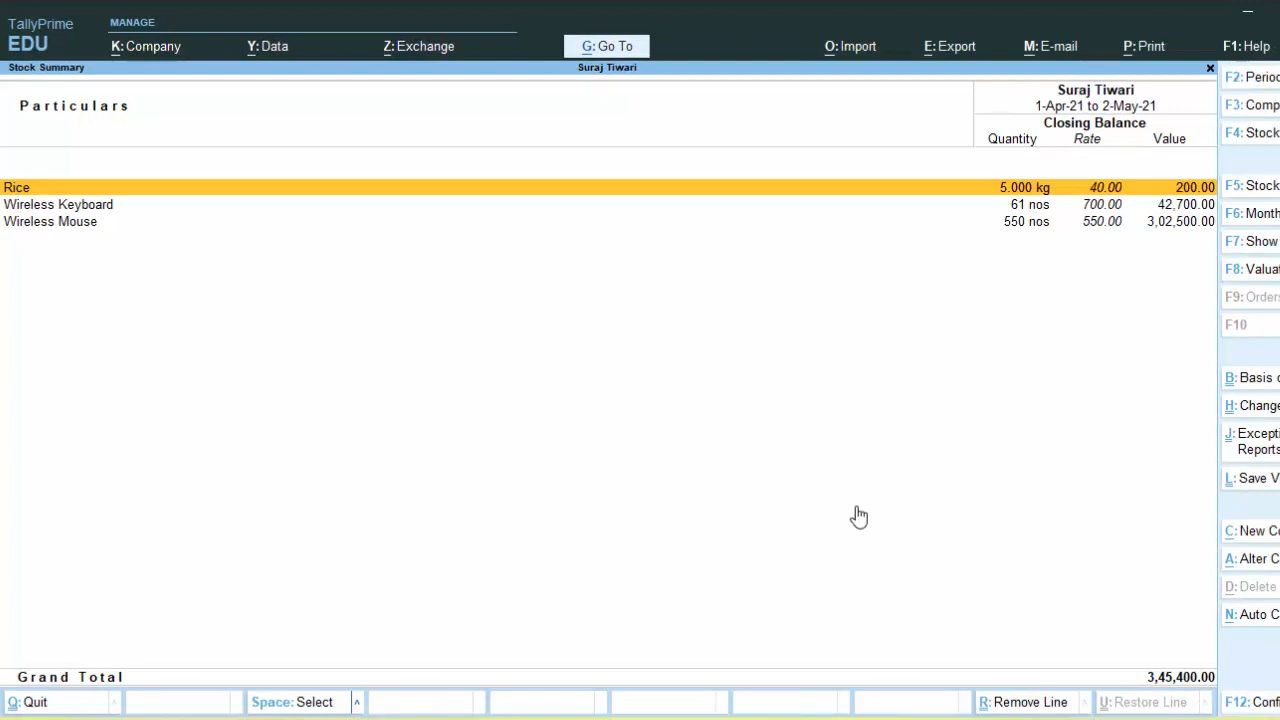 TallyPrime
EDU
MANAGE
K: Company
Y: Data
Z: Exchange
G: Go To
O: Import
E: Export
M: E-mail
P: Print
F1: Help
Stock Summary
Suraj Tiwari
Particulars
Suraj Tiwari
1-Apr-21 to 2-May-21
Closing Balance
Quantity Rate Value
Rice 5.000 kg 40.00 200.00
Wireless Keyboard 61 nos 700.00 42,700.00
Wireless Mouse 550 nos 550.00 3,02,500.00
Grand Total 3,45,400.00
F2: Period
F3: Comp
F4: Stock
F5: Stock
F6: Month
F7: Show
F8: Valuat
F9: Orders
F10
B: Basis o
H: Change
J: Excepti
Reports
L: Save V
C: New Co
A: Alter C
D: Delete
N: Auto C
F12: Conf
Q: Quit
Space: Select
R: Remove Line
U: Restore Line